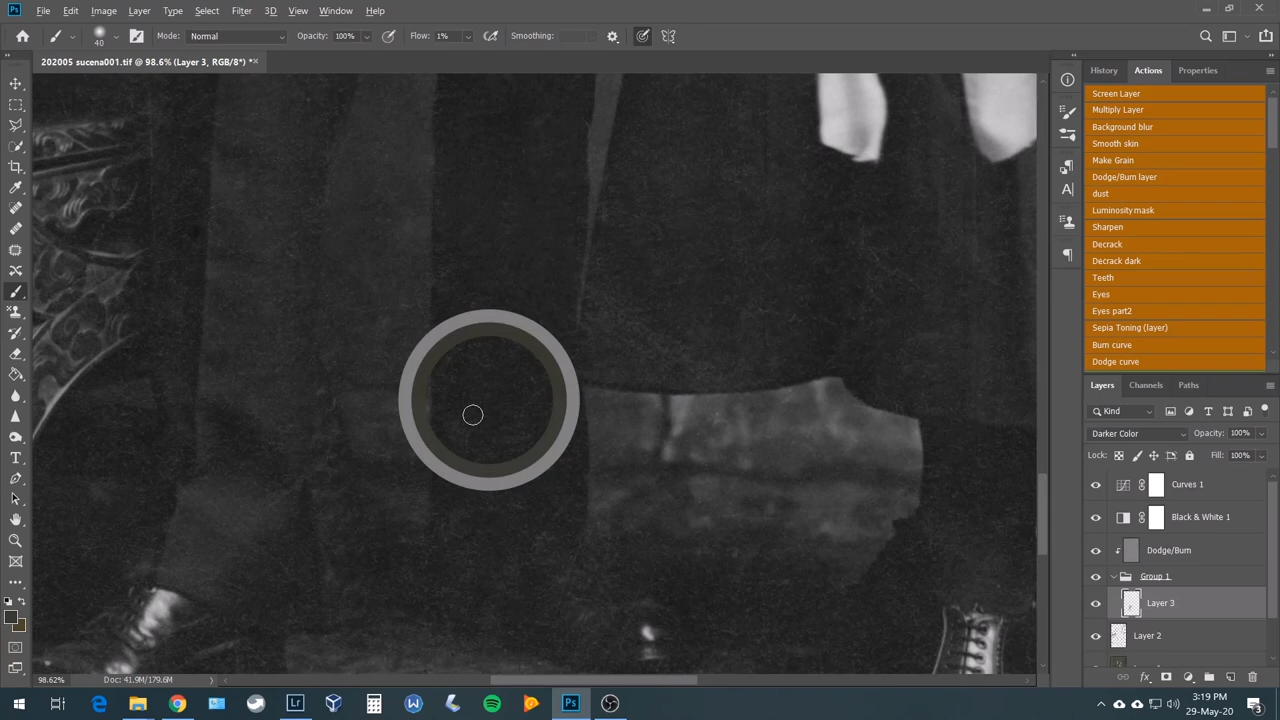 File Edit Image Layer Type Select Filter 3D View Window Help
40 Mode: Normal Opacity: 100% Flow: 1% Smoothing:
202005 sucena001.tif @ 98.6% (Layer 3, RGB/8*) *
History Actions Properties
Screen Layer
Multiply Layer
Background blur
Smooth skin
Make Grain
Dodge/Burn layer
dust
Luminosity mask
Sharpen
Decrack
Decrack dark
Teeth
Eyes
Eyes part2
Sepia Toning (layer)
Burn curve
Dodge curve
Layers Channels Paths
Kind
Darker Color Opacity: 100%
Lock: Fill: 100%
Curves 1
Black & White 1
Dodge/Burn
Group 1
Layer 3
Layer 2
98.62% Doc: 41.9M/179.6M
3:19 PM
29-May-20